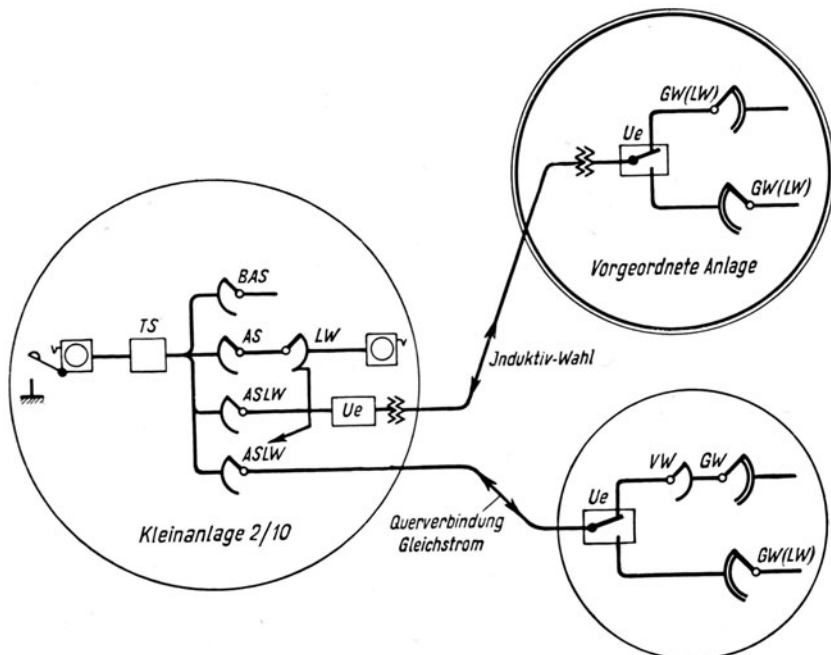 GW(LW)
Ue
GW(LW)
Vorgeordnete Anlage
BAS
TS
AS
LW
Jnduktiv-Wahl
ASLW
Ue
ASLW
VW
GW
Ue
Kleinanlage 2/10
Querverbindung
Gleichstrom
GW(LW)